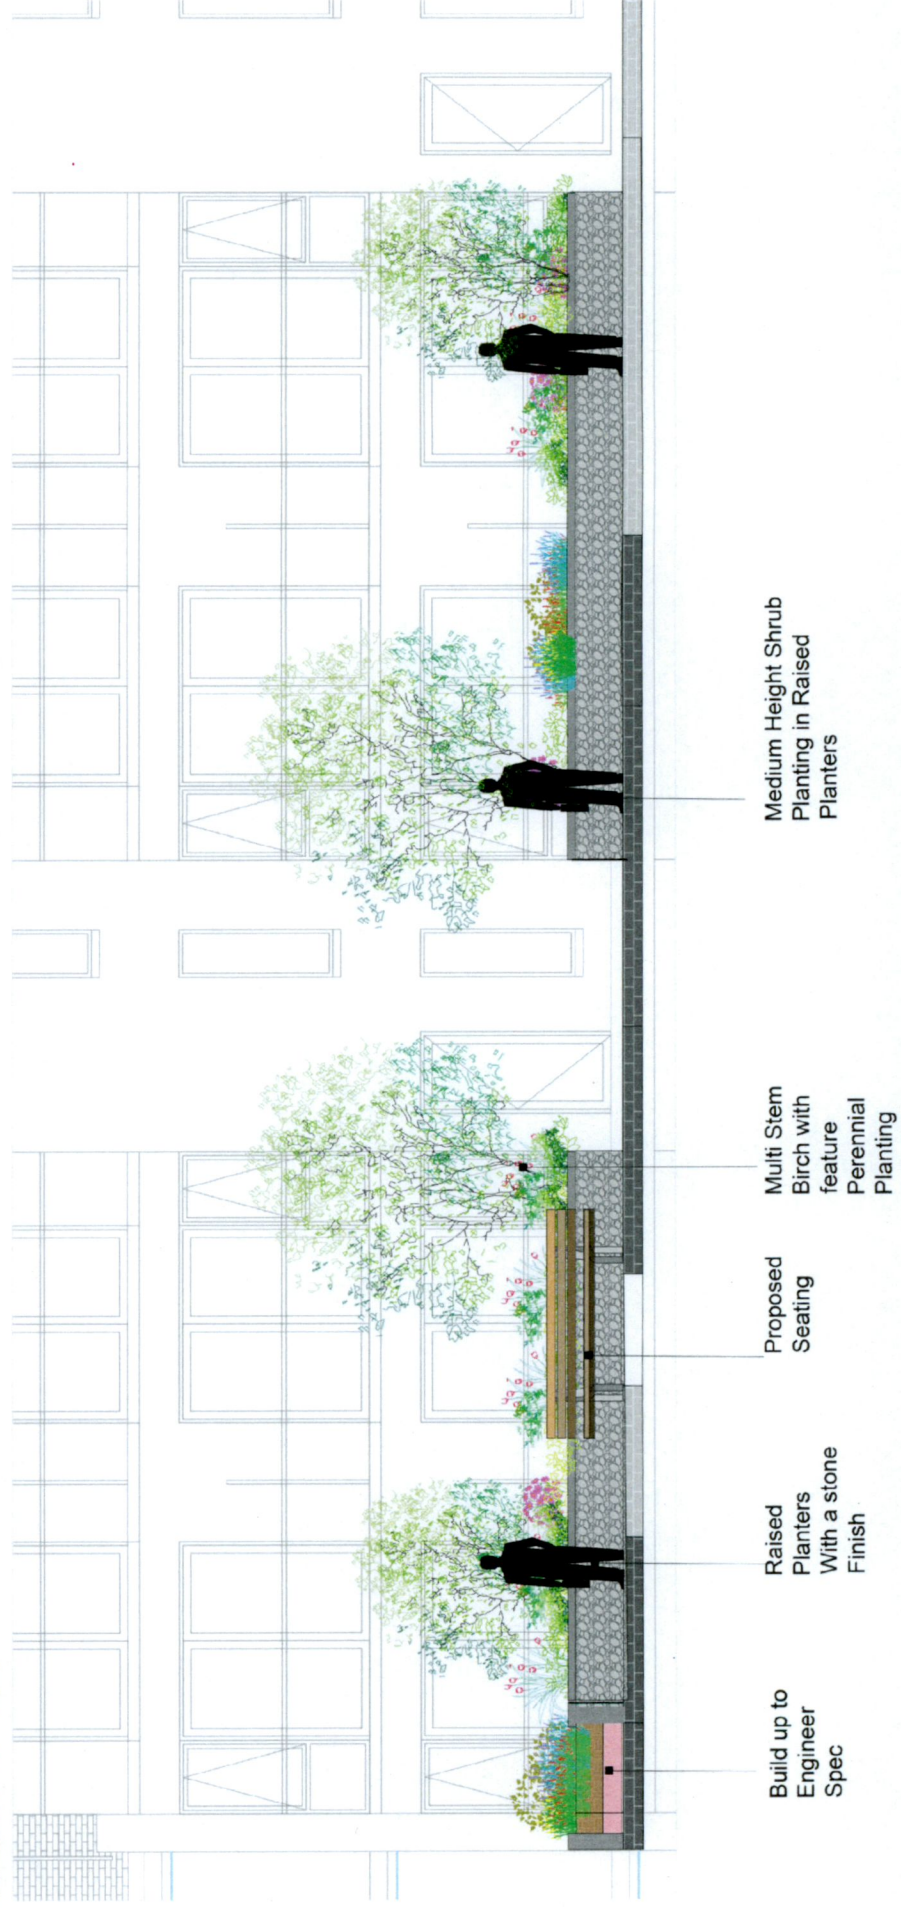 Build up to
Engineer
Spec
Raised
Planters
With a stone
Finish
Proposed
Seating
Multi Stem
Birch with
feature
Perennial
Planting
Medium Height Shrub
Planting in Raised
Planters